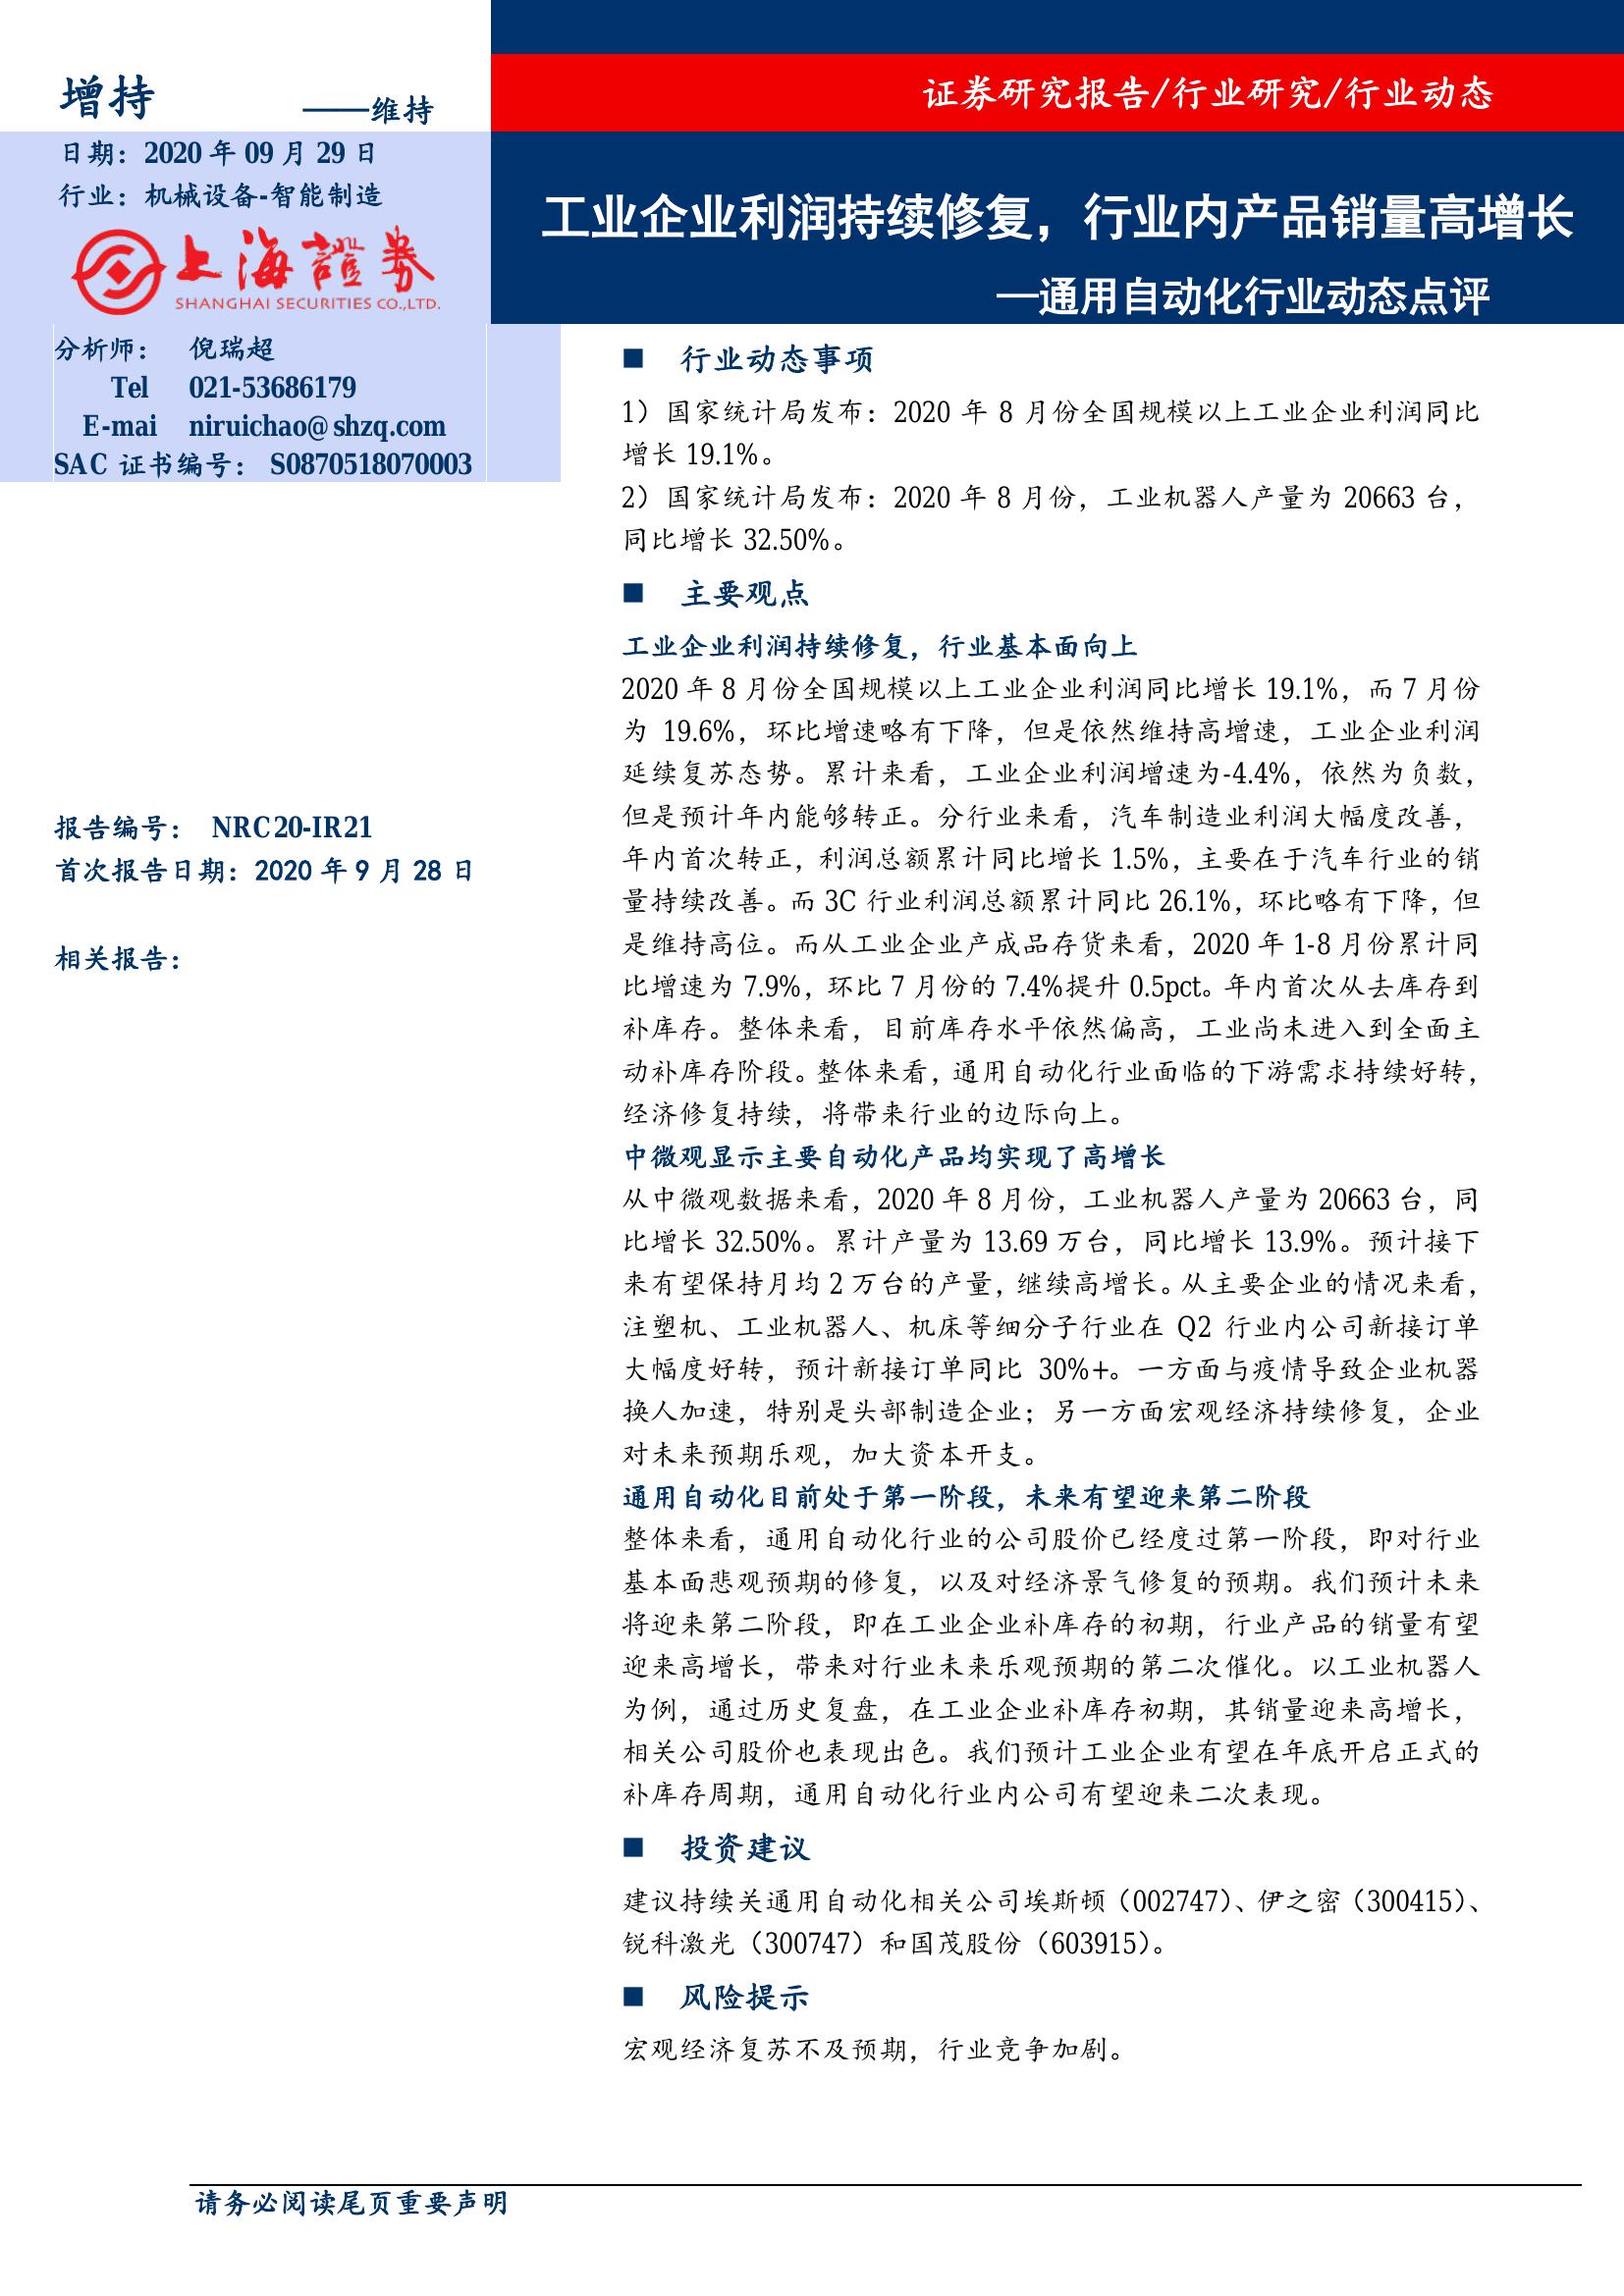 增持 ——维持
日期：2020 年 09 月 29 日
行业：机械设备-智能制造
上海證券
SHANGHAI SECURITIES CO.,LTD.
分析师： 倪瑞超
Tel 021-53686179
E-mai niruichao@shzq.com
SAC 证书编号： S0870518070003
报告编号： NRC20-IR21
首次报告日期：2020 年 9 月 28 日
相关报告：
证券研究报告/行业研究/行业动态
工业企业利润持续修复，行业内产品销量高增长
—通用自动化行业动态点评
■ 行业动态事项
1）国家统计局发布：2020 年 8 月份全国规模以上工业企业利润同比
增长 19.1%。
2）国家统计局发布：2020 年 8 月份，工业机器人产量为 20663 台，
同比增长 32.50%。
■ 主要观点
工业企业利润持续修复，行业基本面向上
2020 年 8 月份全国规模以上工业企业利润同比增长 19.1%，而 7 月份
为 19.6%，环比增速略有下降，但是依然维持高增速，工业企业利润
延续复苏态势。累计来看，工业企业利润增速为-4.4%，依然为负数，
但是预计年内能够转正。分行业来看，汽车制造业利润大幅度改善，
年内首次转正，利润总额累计同比增长 1.5%，主要在于汽车行业的销
量持续改善。而 3C 行业利润总额累计同比 26.1%，环比略有下降，但
是维持高位。而从工业企业产成品存货来看，2020 年 1-8 月份累计同
比增速为 7.9%，环比 7 月份的 7.4%提升 0.5pct。年内首次从去库存到
补库存。整体来看，目前库存水平依然偏高，工业尚未进入到全面主
动补库存阶段。整体来看，通用自动化行业面临的下游需求持续好转，
经济修复持续，将带来行业的边际向上。
中微观显示主要自动化产品均实现了高增长
从中微观数据来看，2020 年 8 月份，工业机器人产量为 20663 台，同
比增长 32.50%。累计产量为 13.69 万台，同比增长 13.9%。预计接下
来有望保持月均 2 万台的产量，继续高增长。从主要企业的情况来看，
注塑机、工业机器人、机床等细分子行业在 Q2 行业内公司新接订单
大幅度好转，预计新接订单同比 30%+。一方面与疫情导致企业机器
换人加速，特别是头部制造企业；另一方面宏观经济持续修复，企业
对未来预期乐观，加大资本开支。
通用自动化目前处于第一阶段，未来有望迎来第二阶段
整体来看，通用自动化行业的公司股价已经度过第一阶段，即对行业
基本面悲观预期的修复，以及对经济景气修复的预期。我们预计未来
将迎来第二阶段，即在工业企业补库存的初期，行业产品的销量有望
迎来高增长，带来对行业未来乐观预期的第二次催化。以工业机器人
为例，通过历史复盘，在工业企业补库存初期，其销量迎来高增长，
相关公司股价也表现出色。我们预计工业企业有望在年底开启正式的
补库存周期，通用自动化行业内公司有望迎来二次表现。
■ 投资建议
建议持续关通用自动化相关公司埃斯顿（002747）、伊之密（300415）、
锐科激光（300747）和国茂股份（603915）。
■ 风险提示
宏观经济复苏不及预期，行业竞争加剧。
请务必阅读尾页重要声明